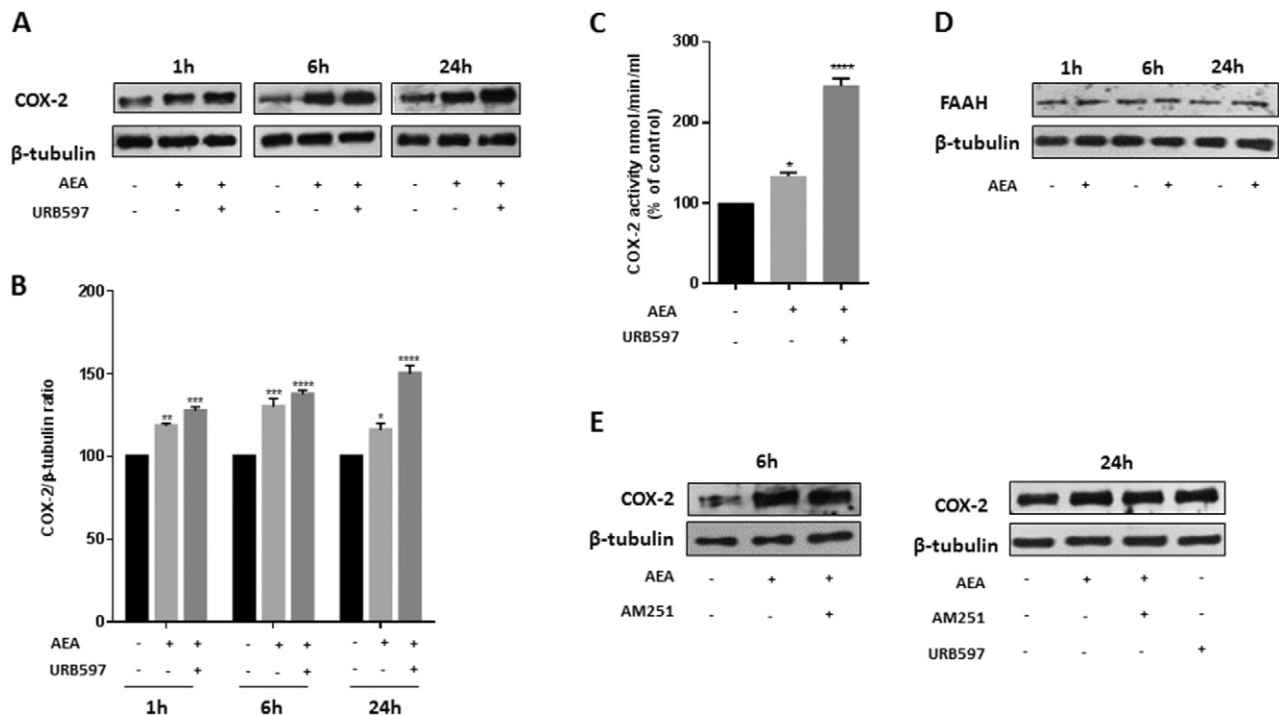 A
1h 6h 24h
COX-2
β-tubulin
AEA - + + - + + - + +
URB597 - - + - - + - - +
B
200
150
100
50
0
COX-2/β-tubulin ratio
** *** *** **** * ****
AEA - + + - + + - + +
URB597 - - + - - + - - +
1h 6h 24h
C
300
200
100
0
COX-2 activity nmol/min/ml
(% of control)
* ****
AEA - + +
URB597 - - +
D
1h 6h 24h
FAAH
β-tubulin
AEA - + - + - +
E
6h
COX-2
β-tubulin
AEA - + +
AM251 - - +
24h
COX-2
β-tubulin
AEA - + + -
AM251 - - + -
URB597 - - - +